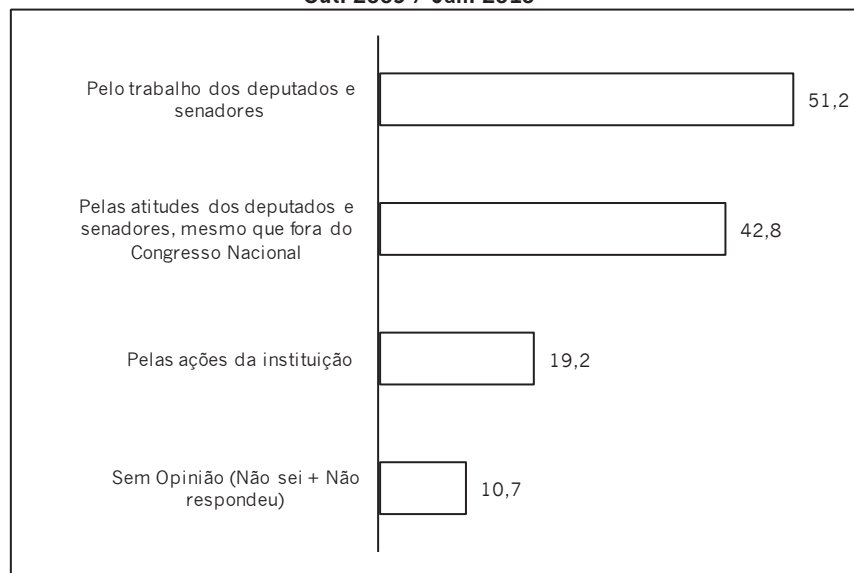 Pelo trabalho dos deputados e
senadores
51,2
Pelas atitudes dos deputados e
senadores, mesmo que fora do
Congresso Nacional
42,8
Pelas ações da instituição
19,2
Sem Opinião (Não sei + Não
respondeu)
10,7